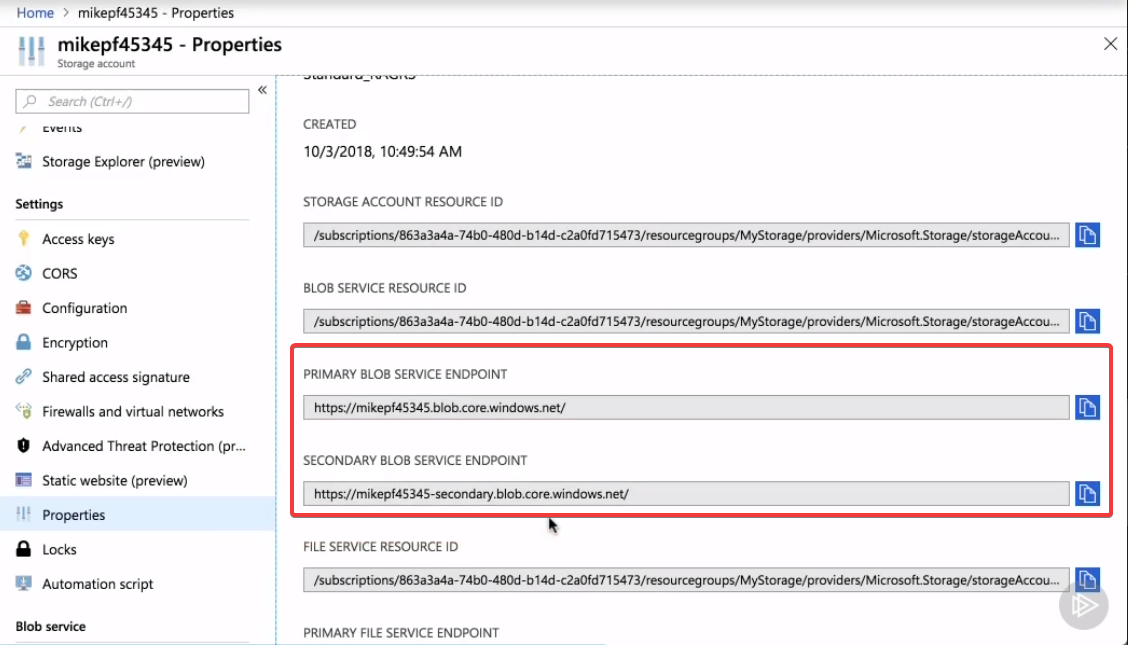 Home > mikepf45345 - Properties
mikepf45345 - Properties
Storage account
Search (Ctrl+/)
Events
Storage Explorer (preview)
Settings
Access keys
CORS
Configuration
Encryption
Shared access signature
Firewalls and virtual networks
Advanced Threat Protection (pr...
Static website (preview)
Properties
Locks
Automation script
Blob service
Standard_RAGRS
CREATED
10/3/2018, 10:49:54 AM
STORAGE ACCOUNT RESOURCE ID
/subscriptions/863a3a4a-74b0-480d-b14d-c2a0fd715473/resourcegroups/MyStorage/providers/Microsoft.Storage/storageAccou...
BLOB SERVICE RESOURCE ID
/subscriptions/863a3a4a-74b0-480d-b14d-c2a0fd715473/resourcegroups/MyStorage/providers/Microsoft.Storage/storageAccou...
PRIMARY BLOB SERVICE ENDPOINT
https://mikepf45345.blob.core.windows.net/
SECONDARY BLOB SERVICE ENDPOINT
https://mikepf45345-secondary.blob.core.windows.net/
FILE SERVICE RESOURCE ID
/subscriptions/863a3a4a-74b0-480d-b14d-c2a0fd715473/resourcegroups/MyStorage/providers/Microsoft.Storage/storageAccou...
PRIMARY FILE SERVICE ENDPOINT